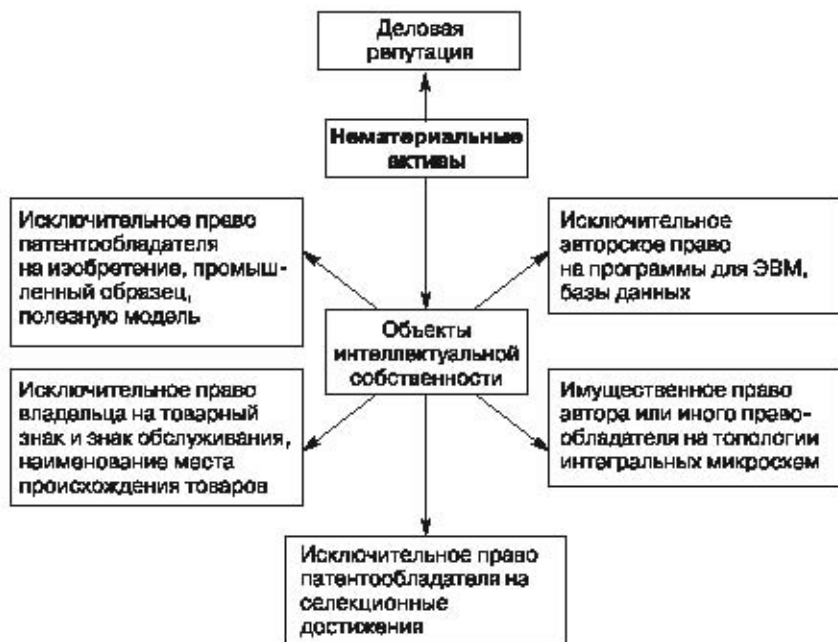 Деловая
репутация
Нематериальные
активы
Исключительное право
патентообладателя
на изобретение, промыш-
ленный образец,
полезную модель
Исключительное
авторское право
на программы для ЭВМ,
базы данных
Объекты
интеллектуальной
собственности
Исключительное право
владельца на товарный
знак и знак обслуживания,
наименование места
происхождения товаров
Имущественное право
автора или иного право-
обладателя на топологии
интегральных микросхем
Исключительное право
патентообладателя на
селекционные
достижения